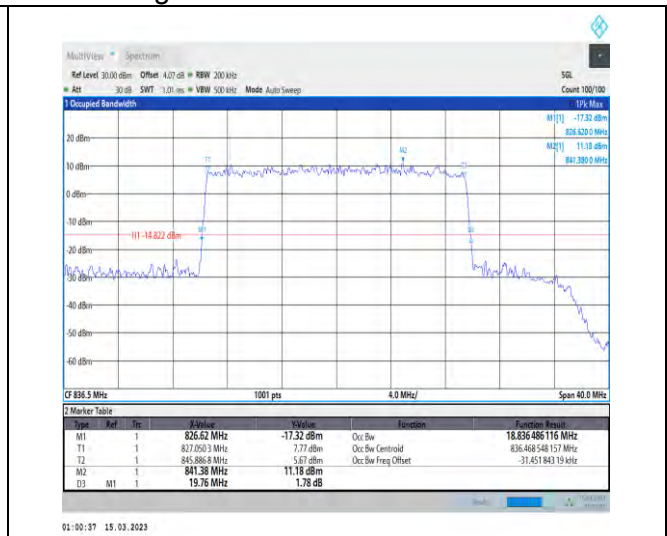 MultiView Spectrum
Ref Level 30.00 dBm Offset 4.07 dB RBW 200 kHz SGL
Att 30 dB SWT 1.01 ms VBW 500 kHz Mode Auto Sweep Count 100/100
1 Occupied Bandwidth 1Pk Max
M1[1] -17.32 dBm
826.620 0 MHz
M2[1] 11.18 dBm
841.380 0 MHz
20 dBm
10 dBm
0 dBm
-10 dBm
-20 dBm
-30 dBm
-40 dBm
-50 dBm
-60 dBm
T1
M2
T2
M1
D3
H1 -14.822 dBm
CF 836.5 MHz 1001 pts 4.0 MHz/ Span 40.0 MHz
2 Marker Table
Type Ref Trc X-Value Y-Value Function Function Result
M1 1 826.62 MHz -17.32 dBm Occ Bw 18.836 486 116 MHz
T1 1 827.050 3 MHz 7.77 dBm Occ Bw Centroid 836.468 548 157 MHz
T2 1 845.886 8 MHz 5.67 dBm Occ Bw Freq Offset -31.451 843 19 kHz
M2 1 841.38 MHz 11.18 dBm
D3 M1 1 19.76 MHz 1.78 dB
01:00:37 15.03.2023